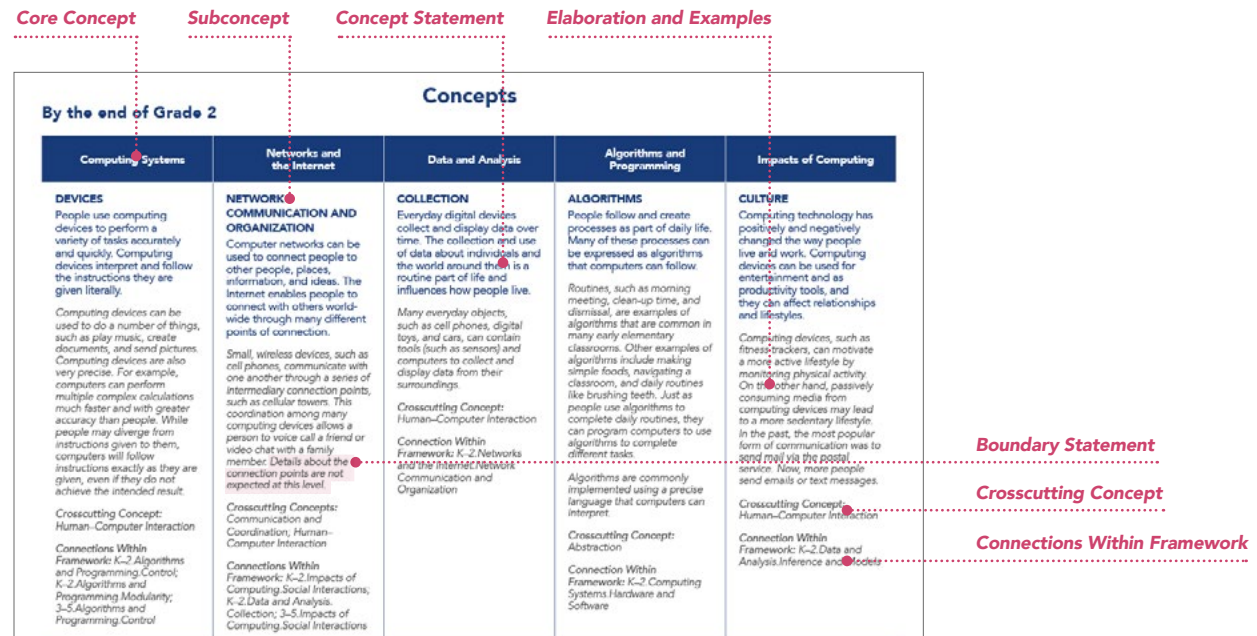 Core Concept
Subconcept
Concept Statement
Elaboration and Examples
Concepts
By the end of Grade 2
Computing Systems
Networks and
the Internet
Data and Analysis
Algorithms and
Programming
Impacts of Computing
DEVICES
People use computing
devices to perform a
variety of tasks accurately
and quickly. Computing
devices interpret and follow
the instructions they are
given literally.
Computing devices can be
used to do a number of things,
such as play music, create
documents, and send pictures.
Computing devices are also
very precise. For example,
computers can perform
multiple complex calculations
much faster and with greater
accuracy than people. While
people may diverge from
instructions given to them,
computers will follow
instructions exactly as they are
given, even if they do not
achieve the intended result.
Crosscutting Concept:
Human–Computer Interaction
Connections Within
Framework: K–2.Algorithms
and Programming.Control;
K–2.Algorithms and
Programming.Modularity;
3–5.Algorithms and
Programming.Control
NETWORK
COMMUNICATION AND
ORGANIZATION
Computer networks can be
used to connect people to
other people, places,
information, and ideas. The
Internet enables people to
connect with others world-
wide through many different
points of connection.
Small, wireless devices, such as
cell phones, communicate with
one another through a series of
intermediary connection points,
such as cellular towers. This
coordination among many
computing devices allows a
person to voice call a friend or
video chat with a family
member. Details about the
connection points are not
expected at this level.
Crosscutting Concepts:
Communication and
Coordination; Human–
Computer Interaction
Connections Within
Framework: K–2.Impacts of
Computing.Social Interactions;
K–2.Data and Analysis.
Collection; 3–5.Impacts of
Computing.Social Interactions
COLLECTION
Everyday digital devices
collect and display data over
time. The collection and use
of data about individuals and
the world around them is a
routine part of life and
influences how people live.
Many everyday objects,
such as cell phones, digital
toys, and cars, can contain
tools (such as sensors) and
computers to collect and
display data from their
surroundings.
Crosscutting Concept:
Human–Computer Interaction
Connection Within
Framework: K–2.Networks
and the Internet.Network
Communication and
Organization
ALGORITHMS
People follow and create
processes as part of daily life.
Many of these processes can
be expressed as algorithms
that computers can follow.
Routines, such as morning
meeting, clean-up time, and
dismissal, are examples of
algorithms that are common in
many early elementary
classrooms. Other examples of
algorithms include making
simple foods, navigating a
classroom, and daily routines
like brushing teeth. Just as
people use algorithms to
complete daily routines, they
can program computers to use
algorithms to complete
different tasks.
Algorithms are commonly
implemented using a precise
language that computers can
interpret.
Crosscutting Concept:
Abstraction
Connection Within
Framework: K–2.Computing
Systems.Hardware and
Software
CULTURE
Computing technology has
positively and negatively
changed the way people
live and work. Computing
devices can be used for
entertainment and as
productivity tools, and
they can affect relationships
and lifestyles.
Computing devices, such as
fitness trackers, can motivate
a more active lifestyle by
monitoring physical activity.
On the other hand, passively
consuming media from
computing devices may lead
to a more sedentary lifestyle.
In the past, the most popular
form of communication was to
send mail via the postal
service. Now, more people
send emails or text messages.
Crosscutting Concept:
Human–Computer Interaction
Connection Within
Framework: K–2.Data and
Analysis.Inference and Models
Boundary Statement
Crosscutting Concept
Connections Within Framework